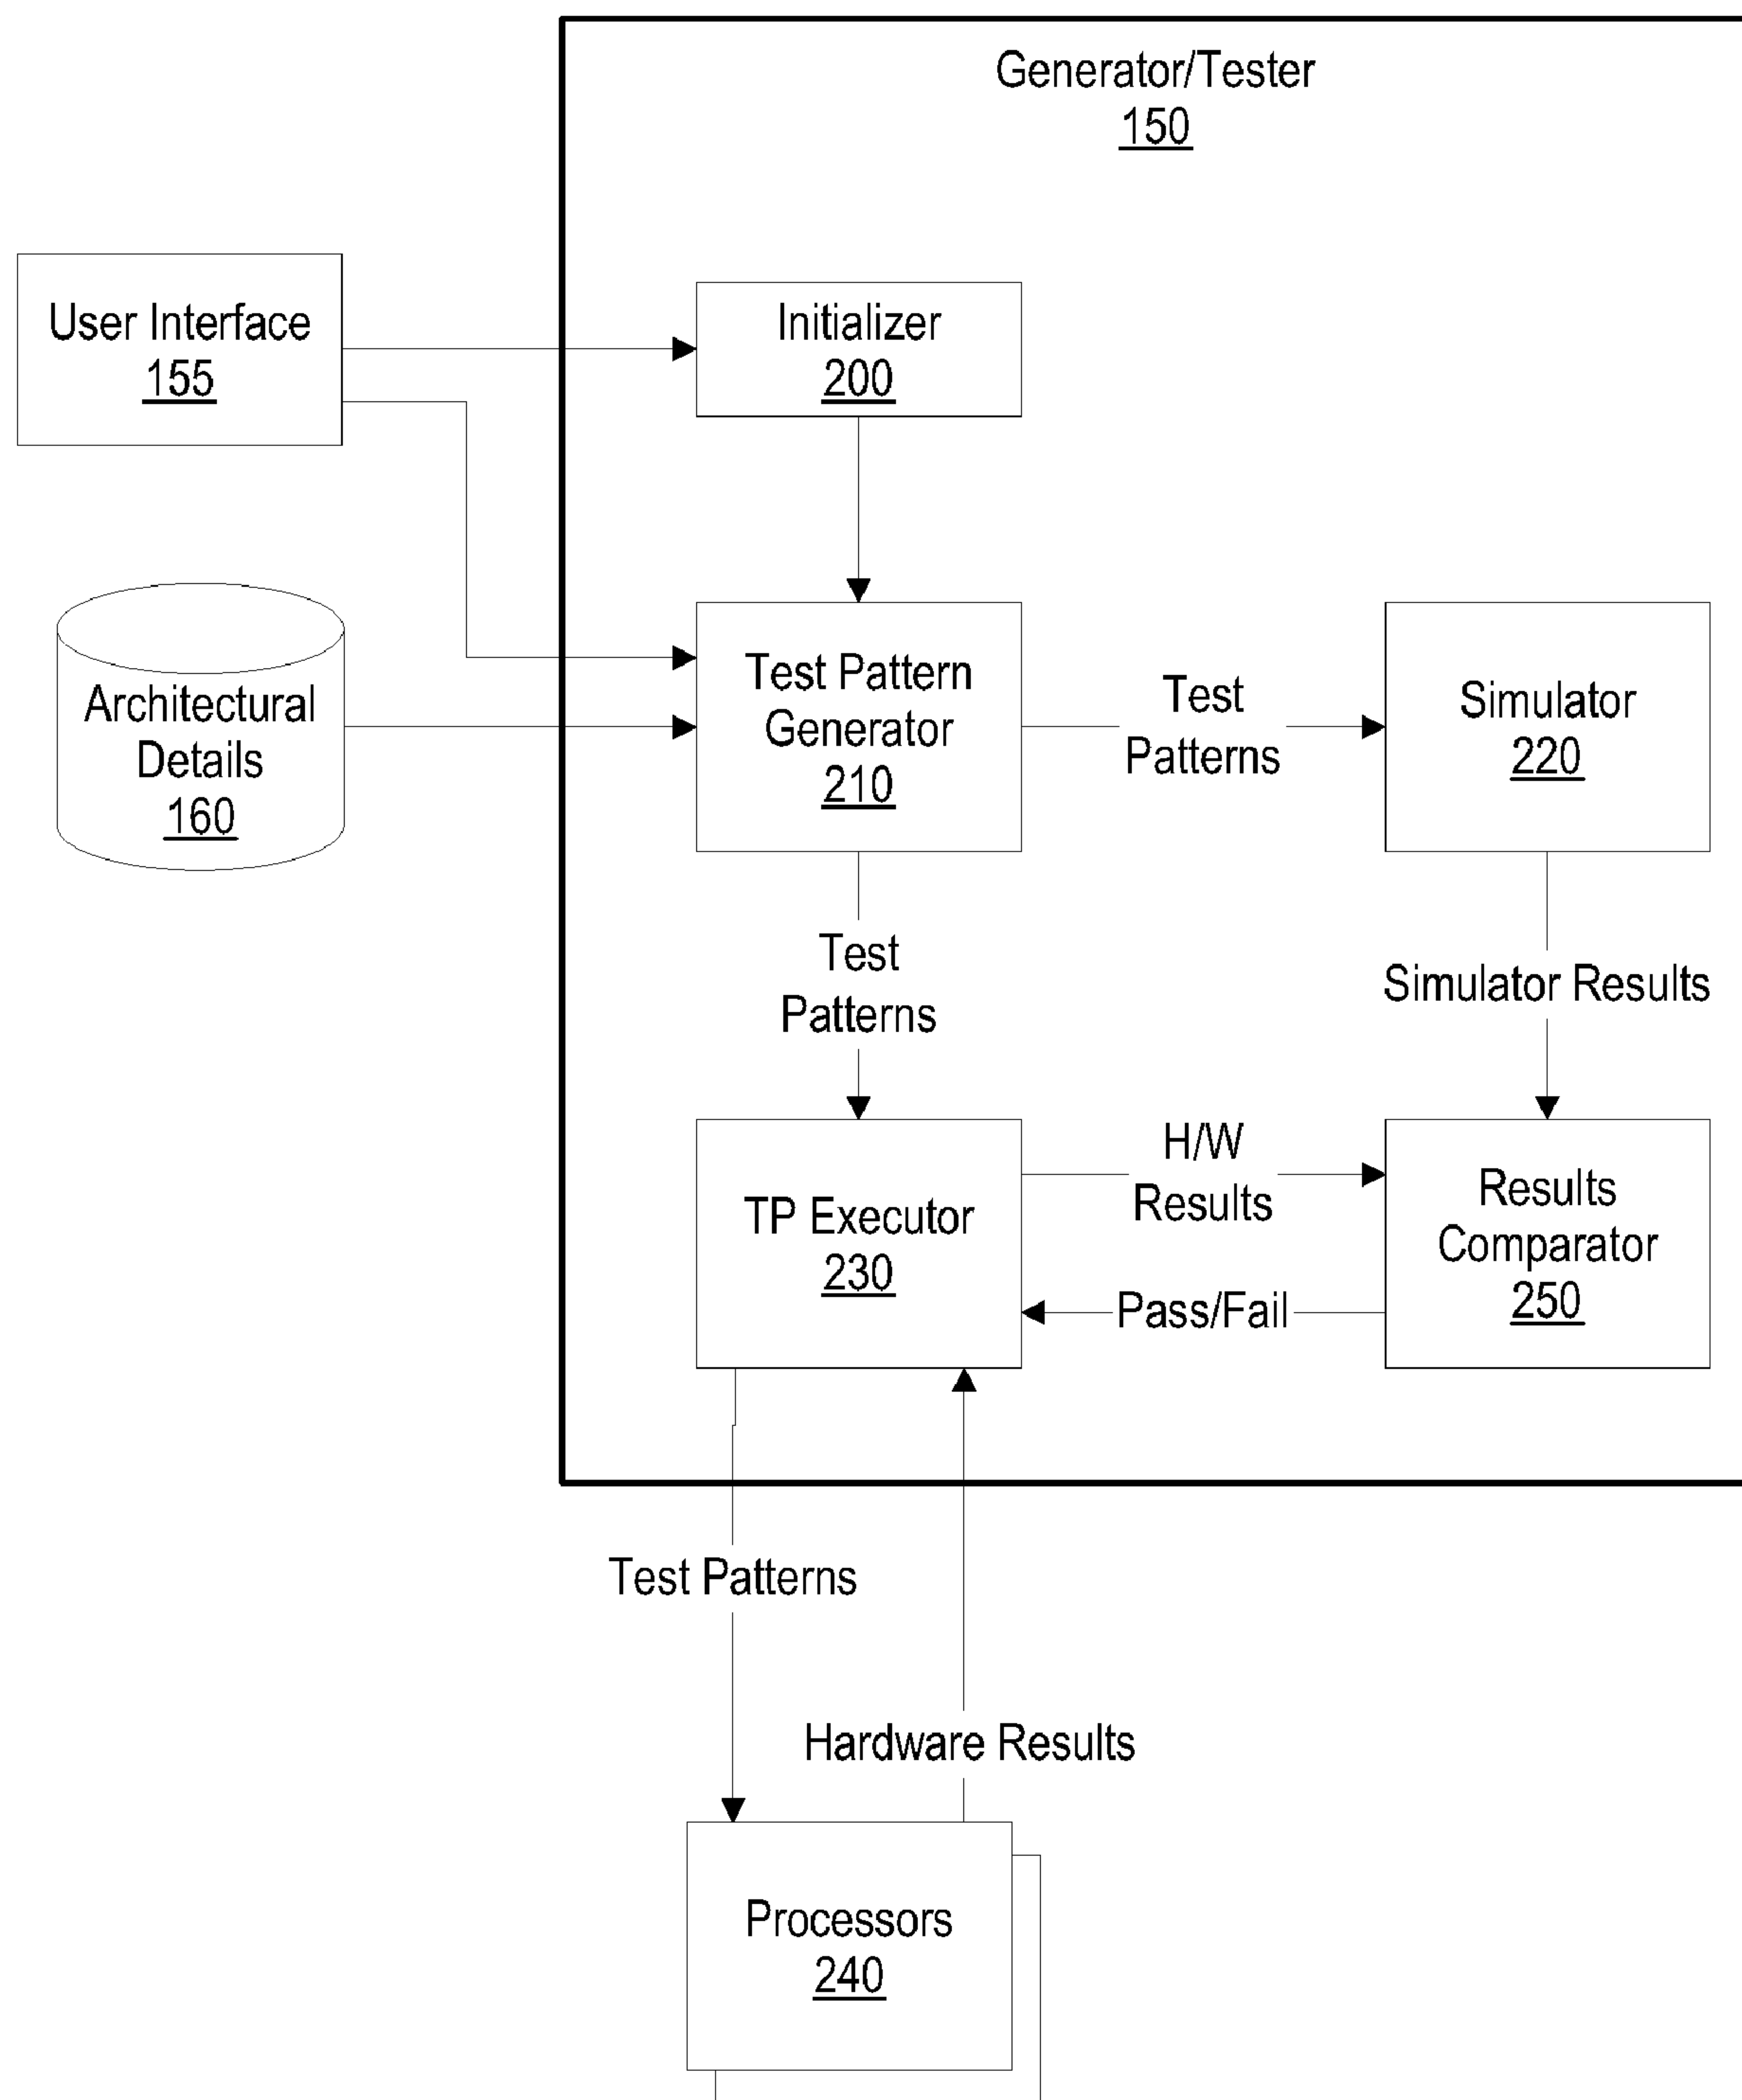 Generator/Tester
150
User Interface
155
Initializer
200
Architectural
Details
160
Test Pattern
Generator
210
Test
Patterns
Simulator
220
Test
Patterns
Simulator Results
TP Executor
230
H/W
Results
Pass/Fail
Results
Comparator
250
Test Patterns
Hardware Results
Processors
240